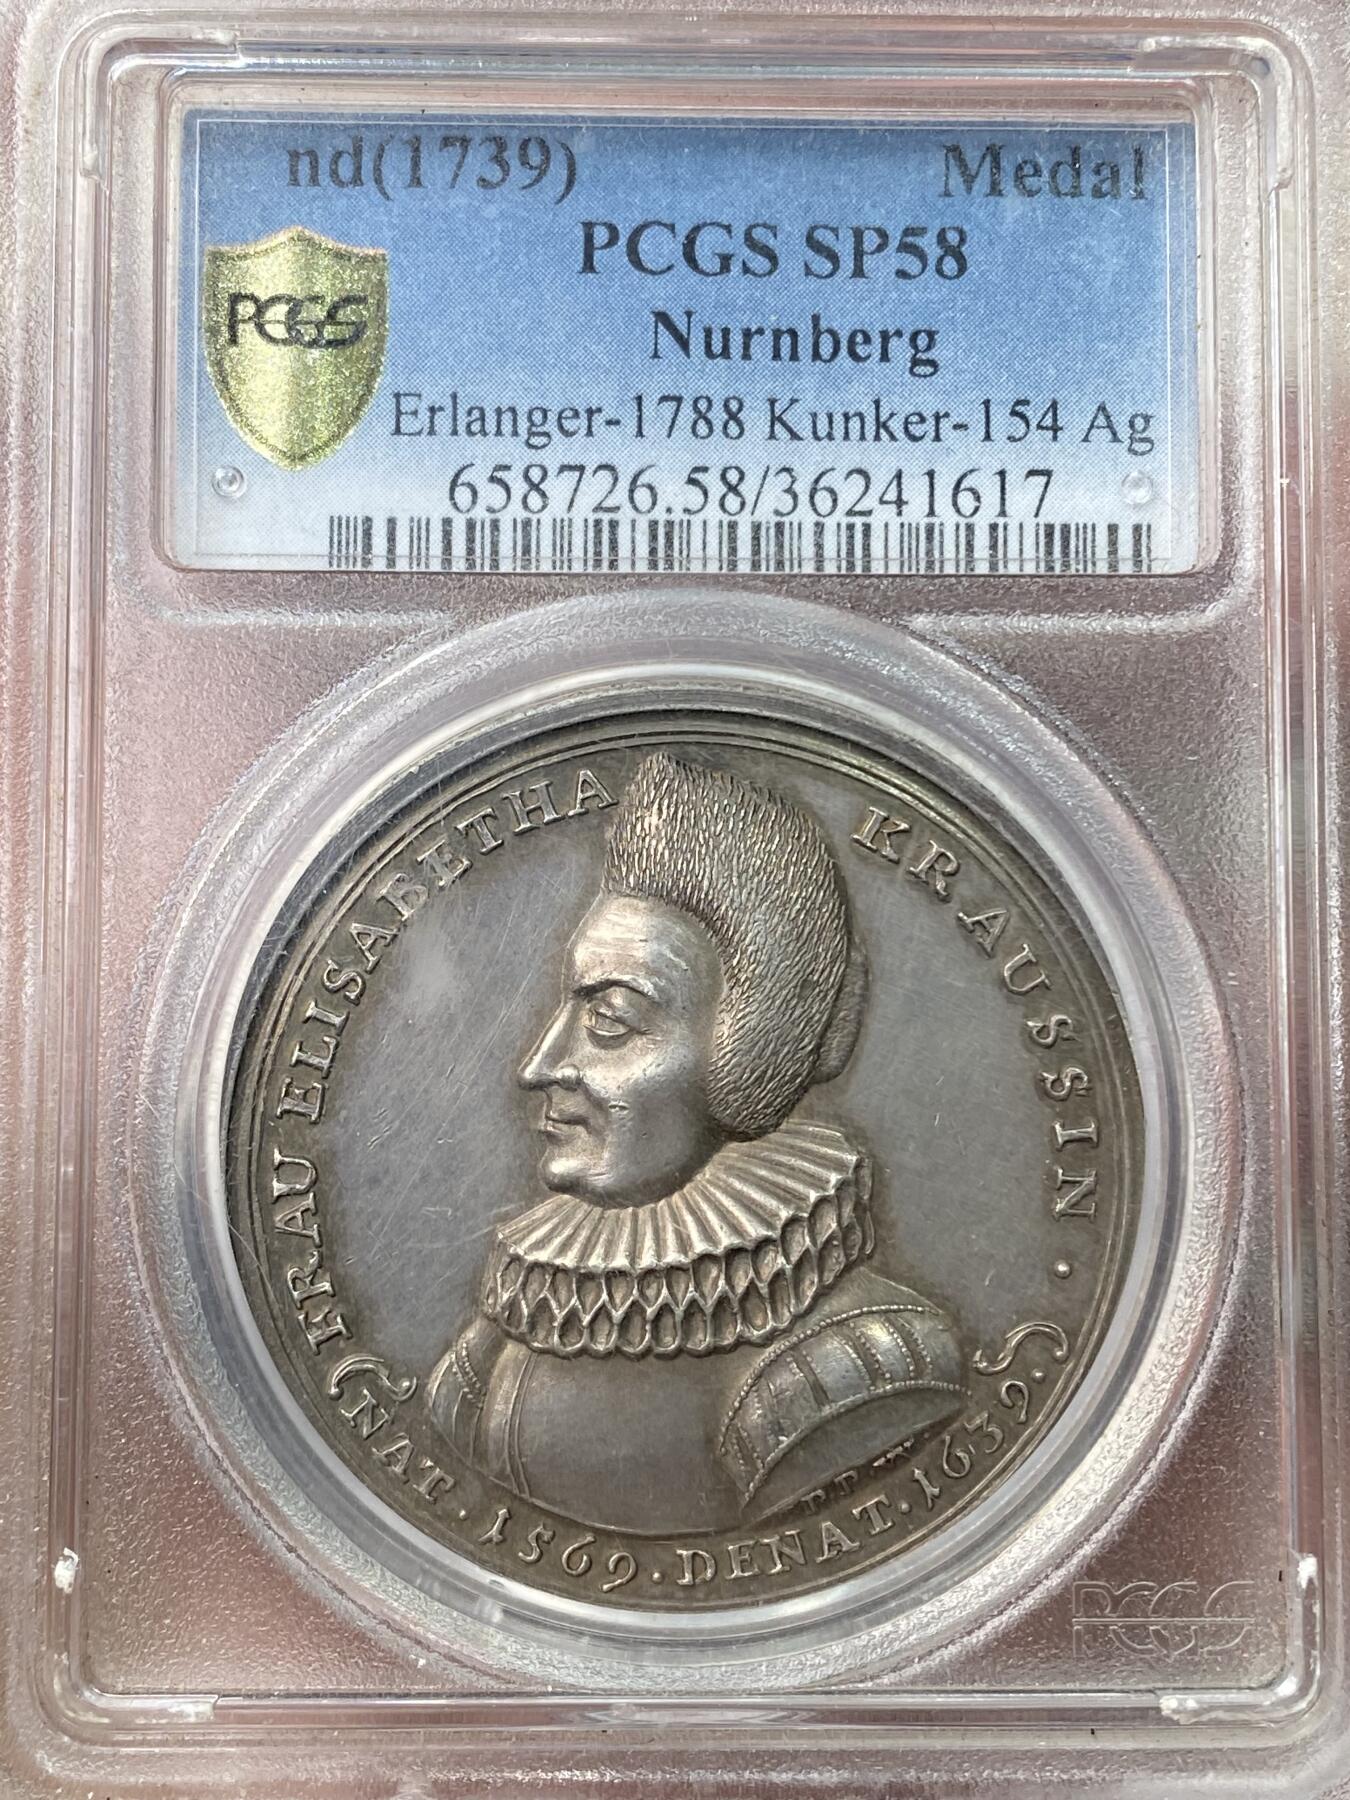 nd(1739) Medal
PCGS SP58
Nurnberg
PCGS
Erlanger-1788 Kunker-154 Ag
658726.58/36241617
FRAU ELISABETHA KRAUSSIN ·
NAT · 1569 · DENAT · 1639 ·
P. P. W.
PCGS